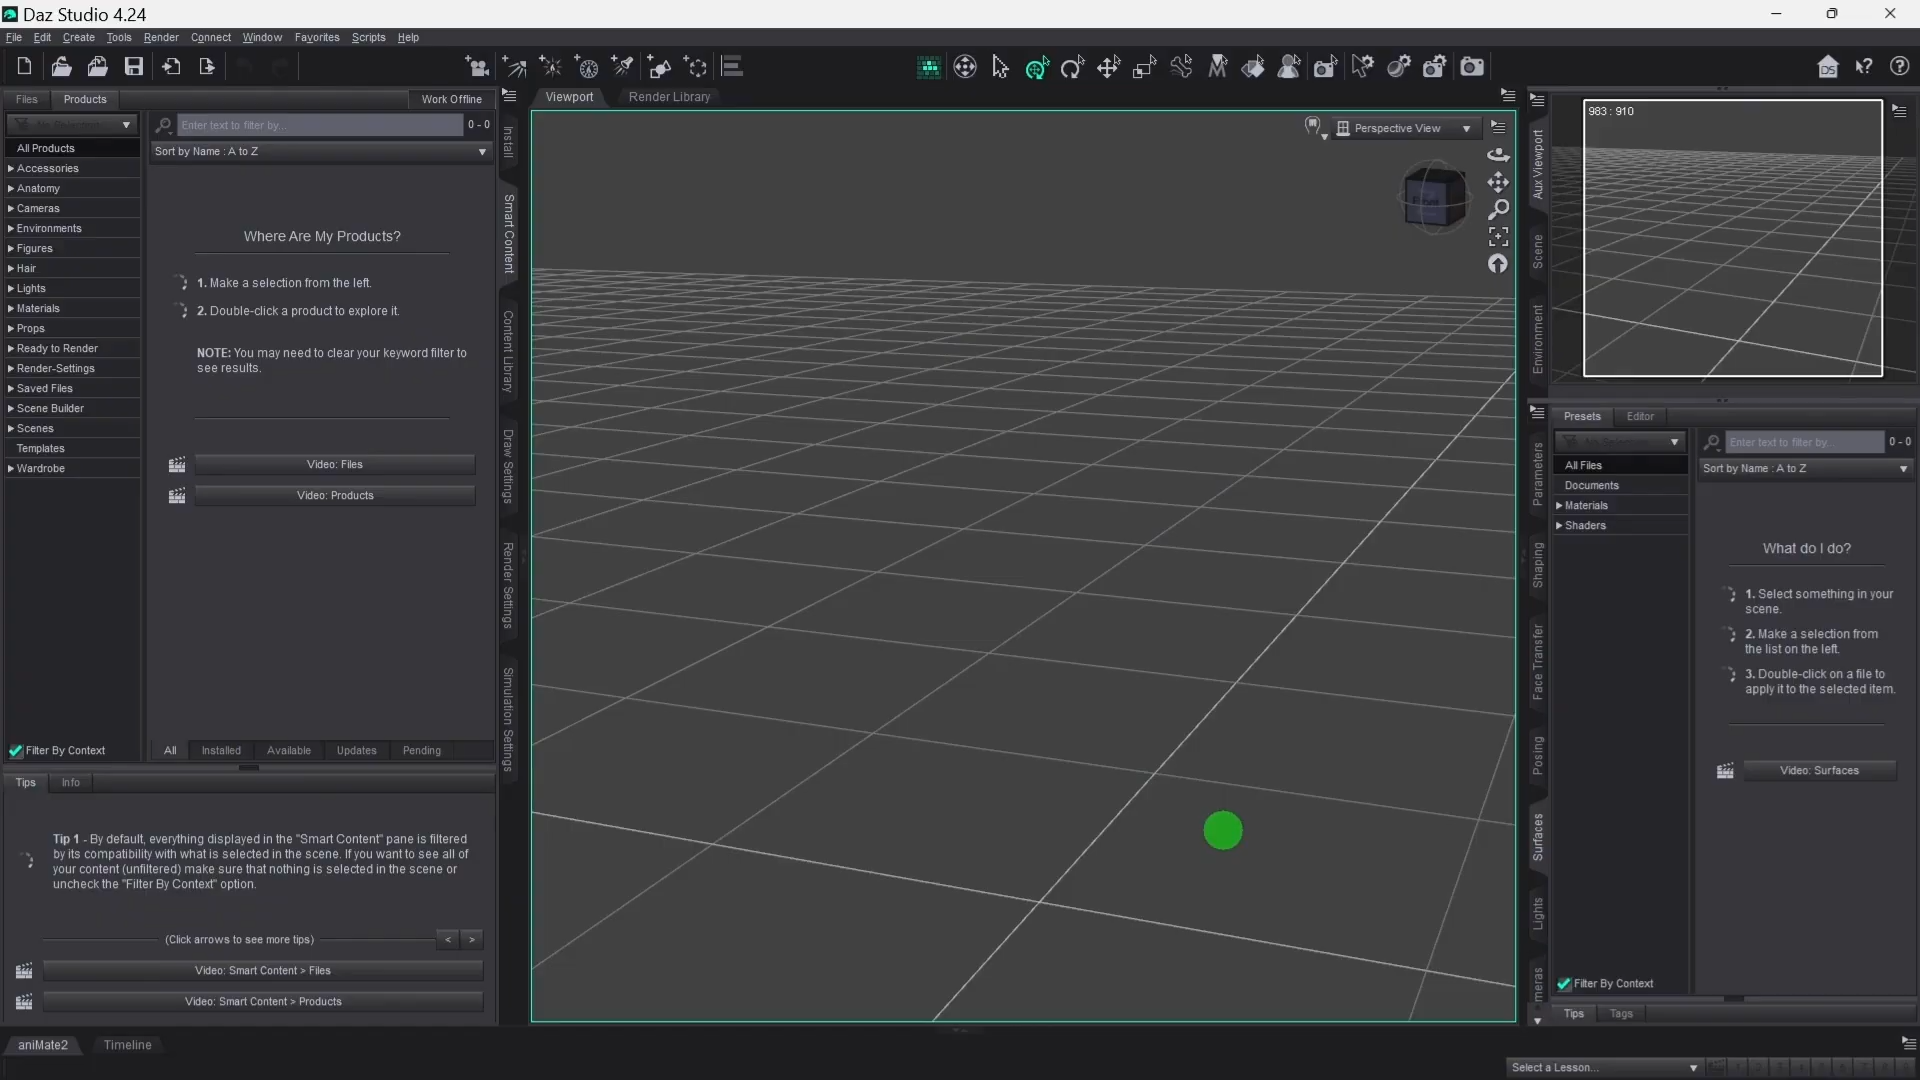 Daz Studio 4.24
File Edit Create Tools Render Connect Window Favorites Scripts Help
Files Products Work Offline
Enter text to filter by... 0 - 0
Sort by Name : A to Z
All Products
Accessories
Anatomy
Cameras
Environments
Figures
Hair
Lights
Materials
Props
Ready to Render
Render-Settings
Saved Files
Scene Builder
Scenes
Templates
Wardrobe
Where Are My Products?
1. Make a selection from the left.
2. Double-click a product to explore it.
NOTE: You may need to clear your keyword filter to
see results.
Video: Files
Video: Products
Filter By Context
All Installed Available Updates Pending
Tips Info
Tip 1 - By default, everything displayed in the "Smart Content" pane is filtered
by its compatibility with what is selected in the scene. If you want to see all of
your content (unfiltered) make sure that nothing is selected in the scene or
uncheck the "Filter By Context" option.
(Click arrows to see more tips) < >
Video: Smart Content > Files
Video: Smart Content > Products
Install
Smart Content
Content Library
Draw Settings
Render Settings
Simulation Settings
Viewport Render Library
Perspective View
Front
Aux Viewport
Scene
Environment
983 : 910
Parameters
Shaping
Face Transfer
Posing
Surfaces
Lights
meras
Presets Editor
Enter text to filter by... 0 - 0
Sort by Name : A to Z
All Files
Documents
Materials
Shaders
What do I do?
1. Select something in your
scene.
2. Make a selection from
the list on the left.
3. Double-click on a file to
apply it to the selected item.
Video: Surfaces
Filter By Context
Tips Tags
aniMate2 Timeline
Select a Lesson...